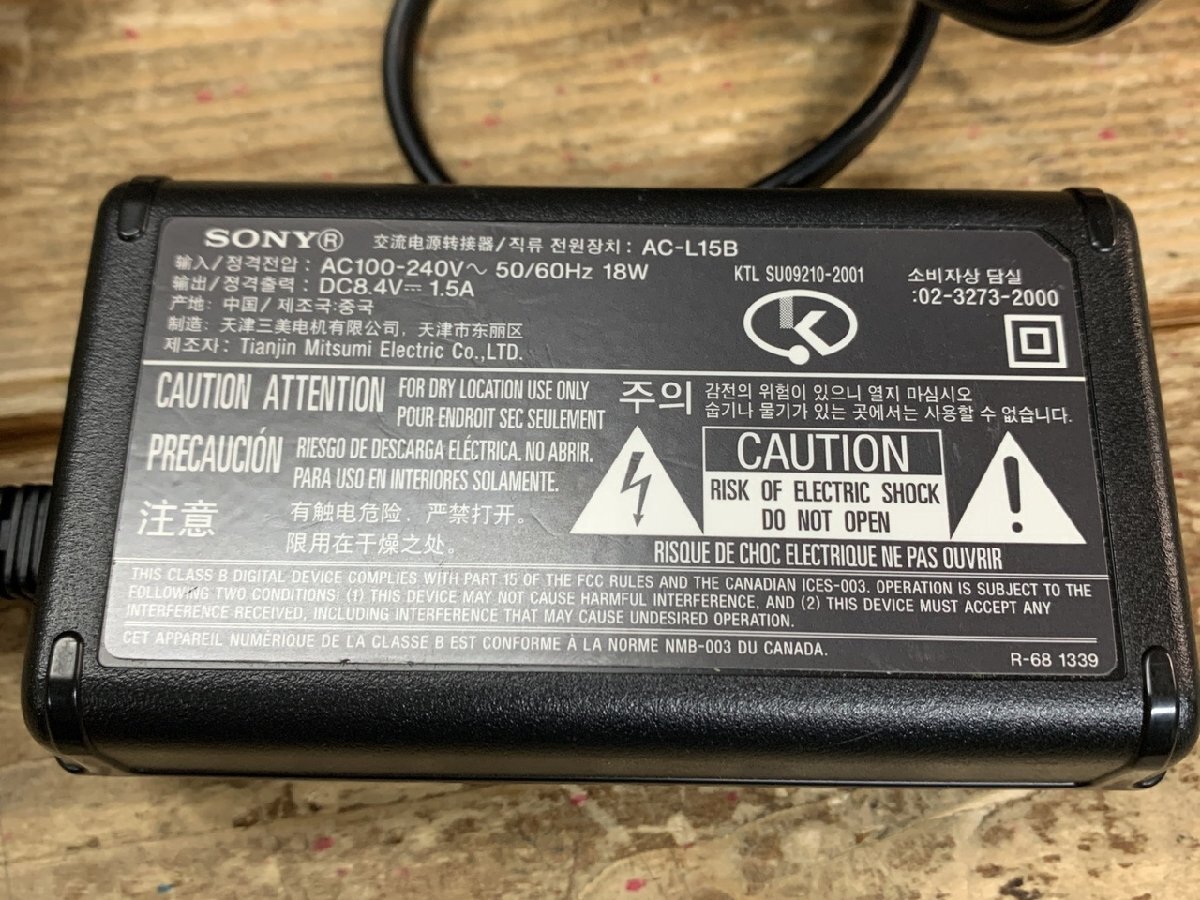 SONY® 交流电源转接器/직류 전원장치: AC-L15B
输入/정격전압: AC100-240V～ 50/60Hz 18W
输出/정격출력: DC8.4V⎓ 1.5A
产地: 中国/ 제조국:중국
制造: 天津三美电机有限公司, 天津市东丽区
제조자: Tianjin Mitsumi Electric Co.,LTD.
KTL SU09210-2001
소비자상 담실
:02-3273-2000
CAUTION ATTENTION FOR DRY LOCATION USE ONLY
POUR ENDROIT SEC SEULEMENT
PRECAUCIÓN RIESGO DE DESCARGA ELÉCTRICA. NO ABRIR.
PARA USO EN INTERIORES SOLAMENTE.
注意 有触电危险. 严禁打开。
限用在干燥之处。
주의 감전의 위험이 있으니 열지 마십시오
습기나 물기가 있는 곳에서는 사용할 수 없습니다.
CAUTION
RISK OF ELECTRIC SHOCK
DO NOT OPEN
RISQUE DE CHOC ELECTRIQUE NE PAS OUVRIR
THIS CLASS B DIGITAL DEVICE COMPLIES WITH PART 15 OF THE FCC RULES AND THE CANADIAN ICES-003. OPERATION IS SUBJECT TO THE
FOLLOWING TWO CONDITIONS: (1) THIS DEVICE MAY NOT CAUSE HARMFUL INTERFERENCE, AND (2) THIS DEVICE MUST ACCEPT ANY
INTERFERENCE RECEIVED, INCLUDING INTERFERENCE THAT MAY CAUSE UNDESIRED OPERATION.
CET APPAREIL NUMÉRIQUE DE LA CLASSE B EST CONFORME À LA NORME NMB-003 DU CANADA.
R-68 1339